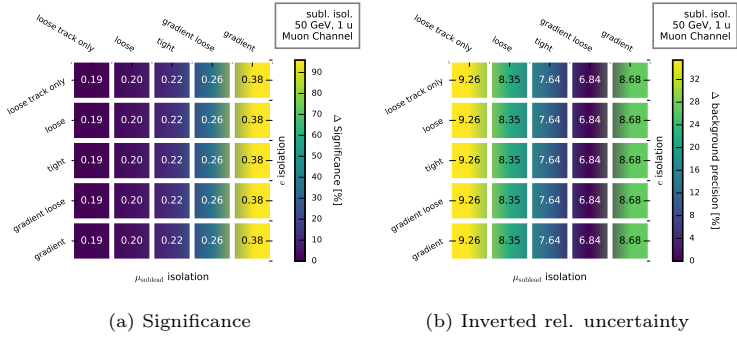 subl. isol.
50 GeV, 1 u
Muon Channel
loose track only
loose
tight
gradient loose
gradient
loose track only 0.19 0.20 0.22 0.26 0.38
loose 0.19 0.20 0.22 0.26 0.38
tight 0.19 0.20 0.22 0.26 0.38
gradient loose 0.19 0.20 0.22 0.26 0.38
gradient 0.19 0.20 0.22 0.26 0.38
e isolation
μsublead isolation
90
80
70
60
50
40
30
20
10
0
Δ Significance [%]
(a) Significance
subl. isol.
50 GeV, 1 u
Muon Channel
loose track only
loose
tight
gradient loose
gradient
loose track only 9.26 8.35 7.64 6.84 8.68
loose 9.26 8.35 7.64 6.84 8.68
tight 9.26 8.35 7.64 6.84 8.68
gradient loose 9.26 8.35 7.64 6.84 8.68
gradient 9.26 8.35 7.64 6.84 8.68
e isolation
μsublead isolation
32
28
24
20
16
12
8
4
0
Δ background precision [%]
(b) Inverted rel. uncertainty